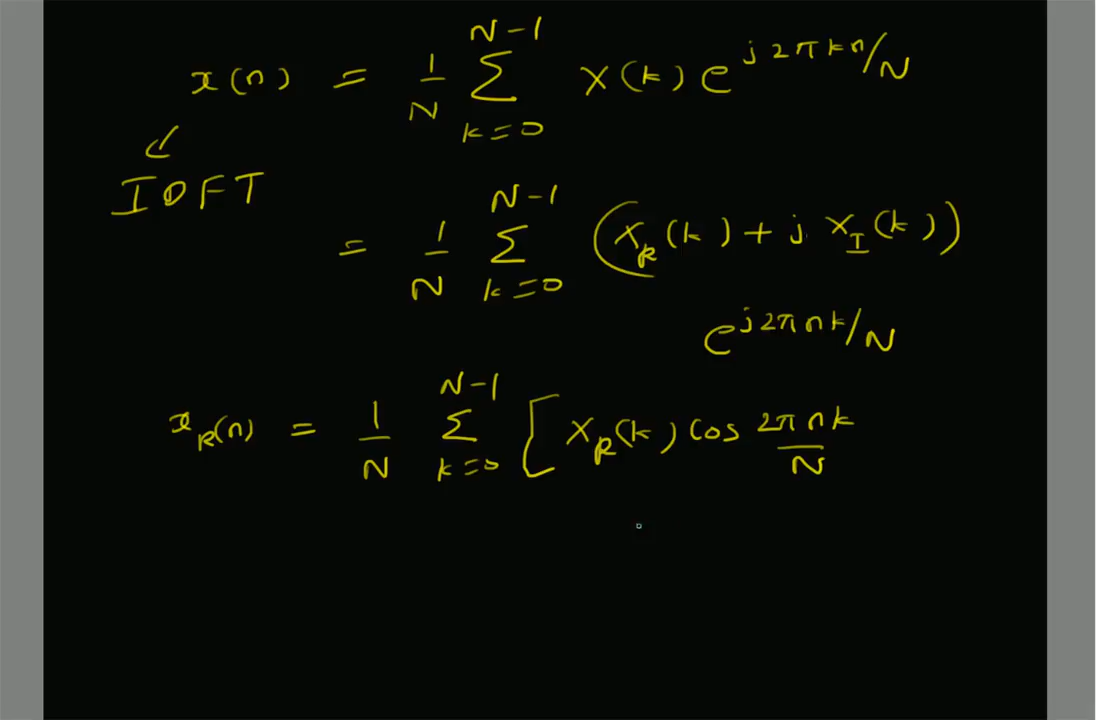 x(n) = 1/N Σ_{k=0}^{N-1} X(k) e^{j2πkn/N}
IDFT
= 1/N Σ_{k=0}^{N-1} (X_R(k) + j X_I(k))
e^{j2πnk/N}
x_R(n) = 1/N Σ_{k=0}^{N-1} [X_R(k) cos 2πnk/N